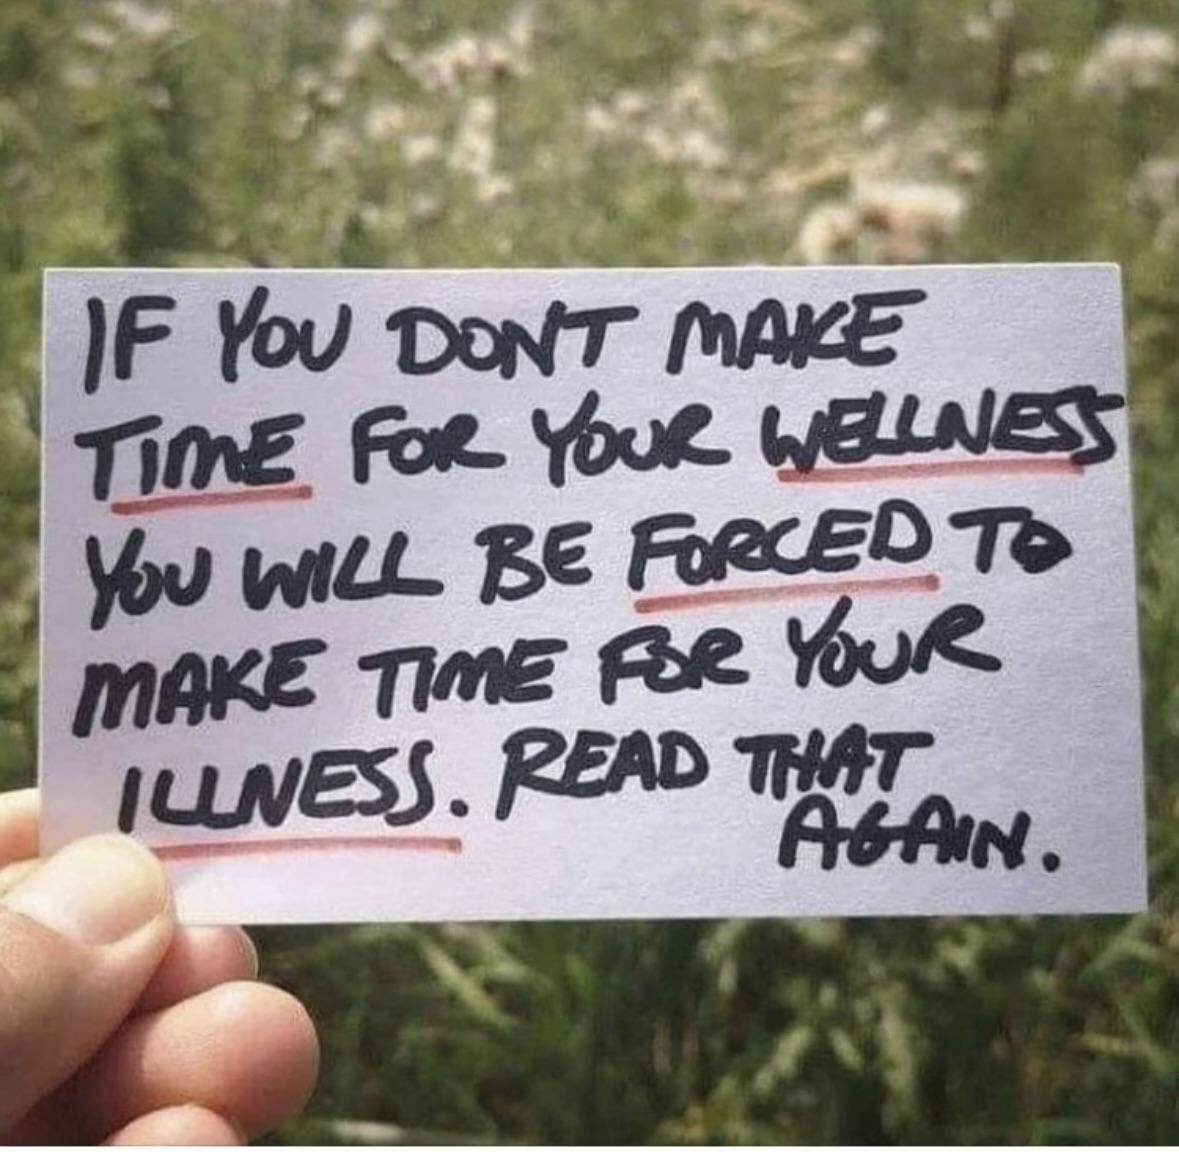 IF YOU DON'T MAKE
TIME FOR YOUR WELLNESS
YOU WILL BE FORCED TO
MAKE TIME FOR YOUR
ILLNESS. READ THAT
AGAIN.